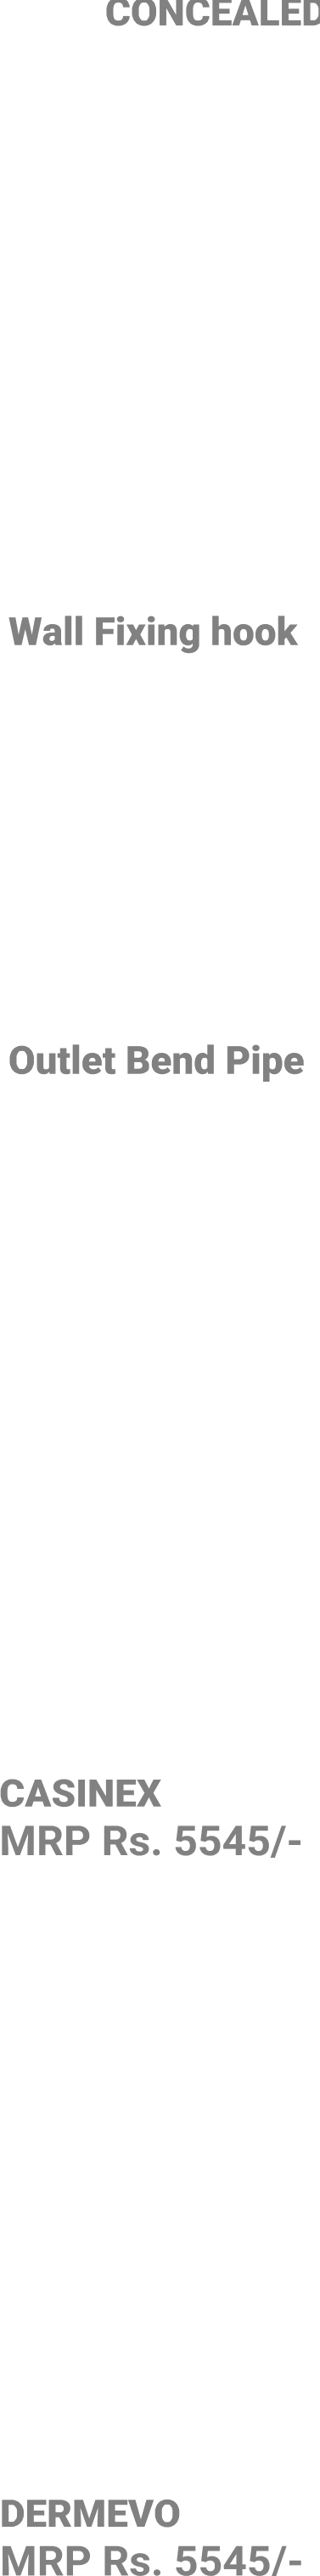 CONCEALED
Wall Fixing hook
Outlet Bend Pipe
CASINEX
MRP Rs. 5545/-
DERMEVO
MRP Rs. 5545/-